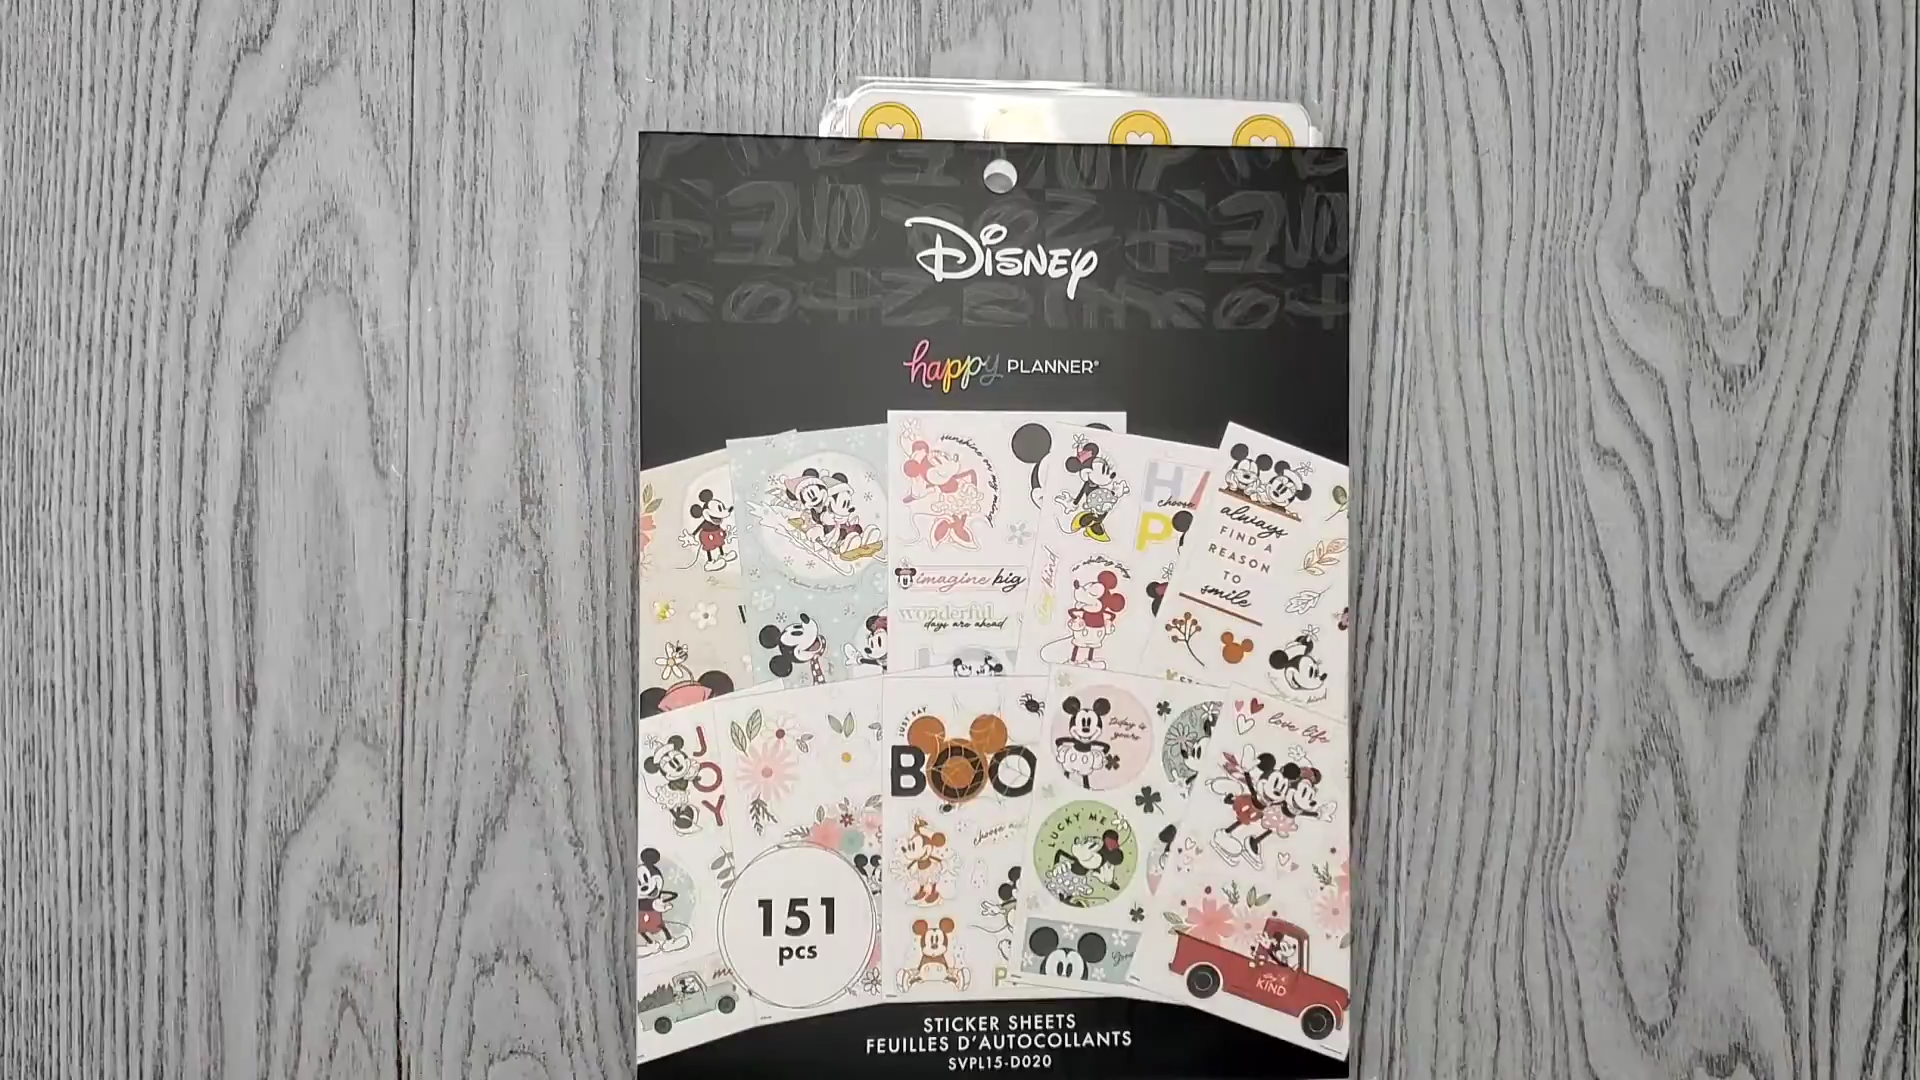 Disney
happy PLANNER®
sunshine on my mind
imagine big
wonderful
days are ahead
choose
always
FIND A
REASON
TO
smile
JOY
JUST SAY
BOO
today is
yours
LUCKY ME
love life
KIND
151
pcs
STICKER SHEETS
FEUILLES D'AUTOCOLLANTS
SVPL15-D020